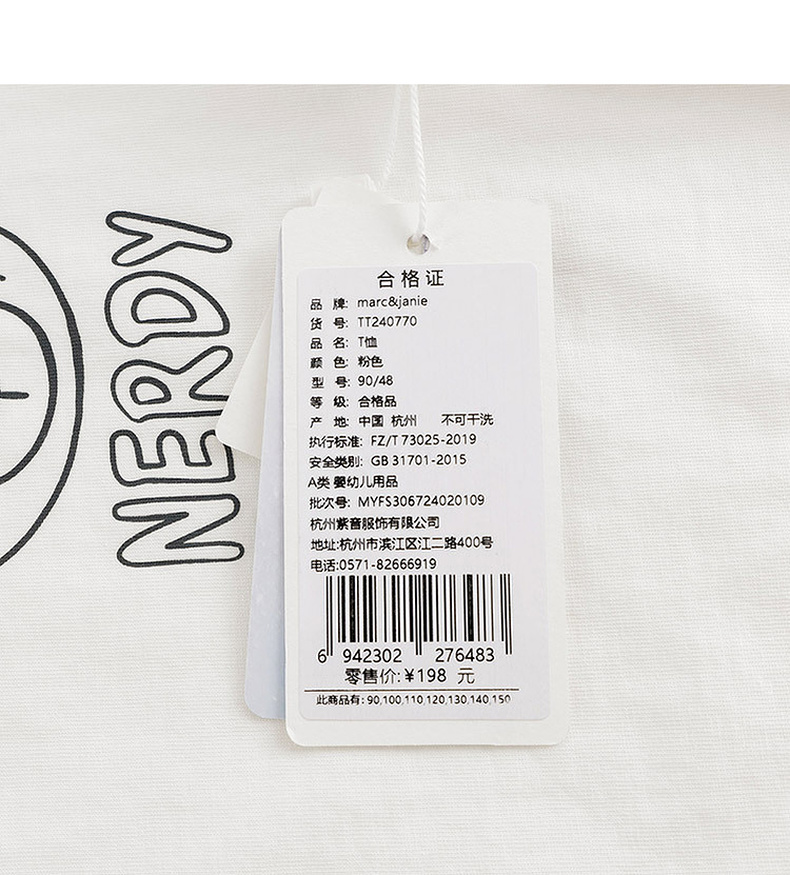 NERDY
合格证
品 牌: marc&janie
货 号: TT240770
品 名: T恤
颜 色: 粉色
型 号: 90/48
等 级: 合格品
产 地: 中国 杭州 不可干洗
执行标准: FZ/T 73025-2019
安全类别: GB 31701-2015
A类 婴幼儿用品
批次号: MYFS306724020109
杭州紫音服饰有限公司
地址:杭州市滨江区江二路400号
电话:0571-82666919
6 942302 276483
零售价:¥198 元
此商品有: 90,100,110,120,130,140,150